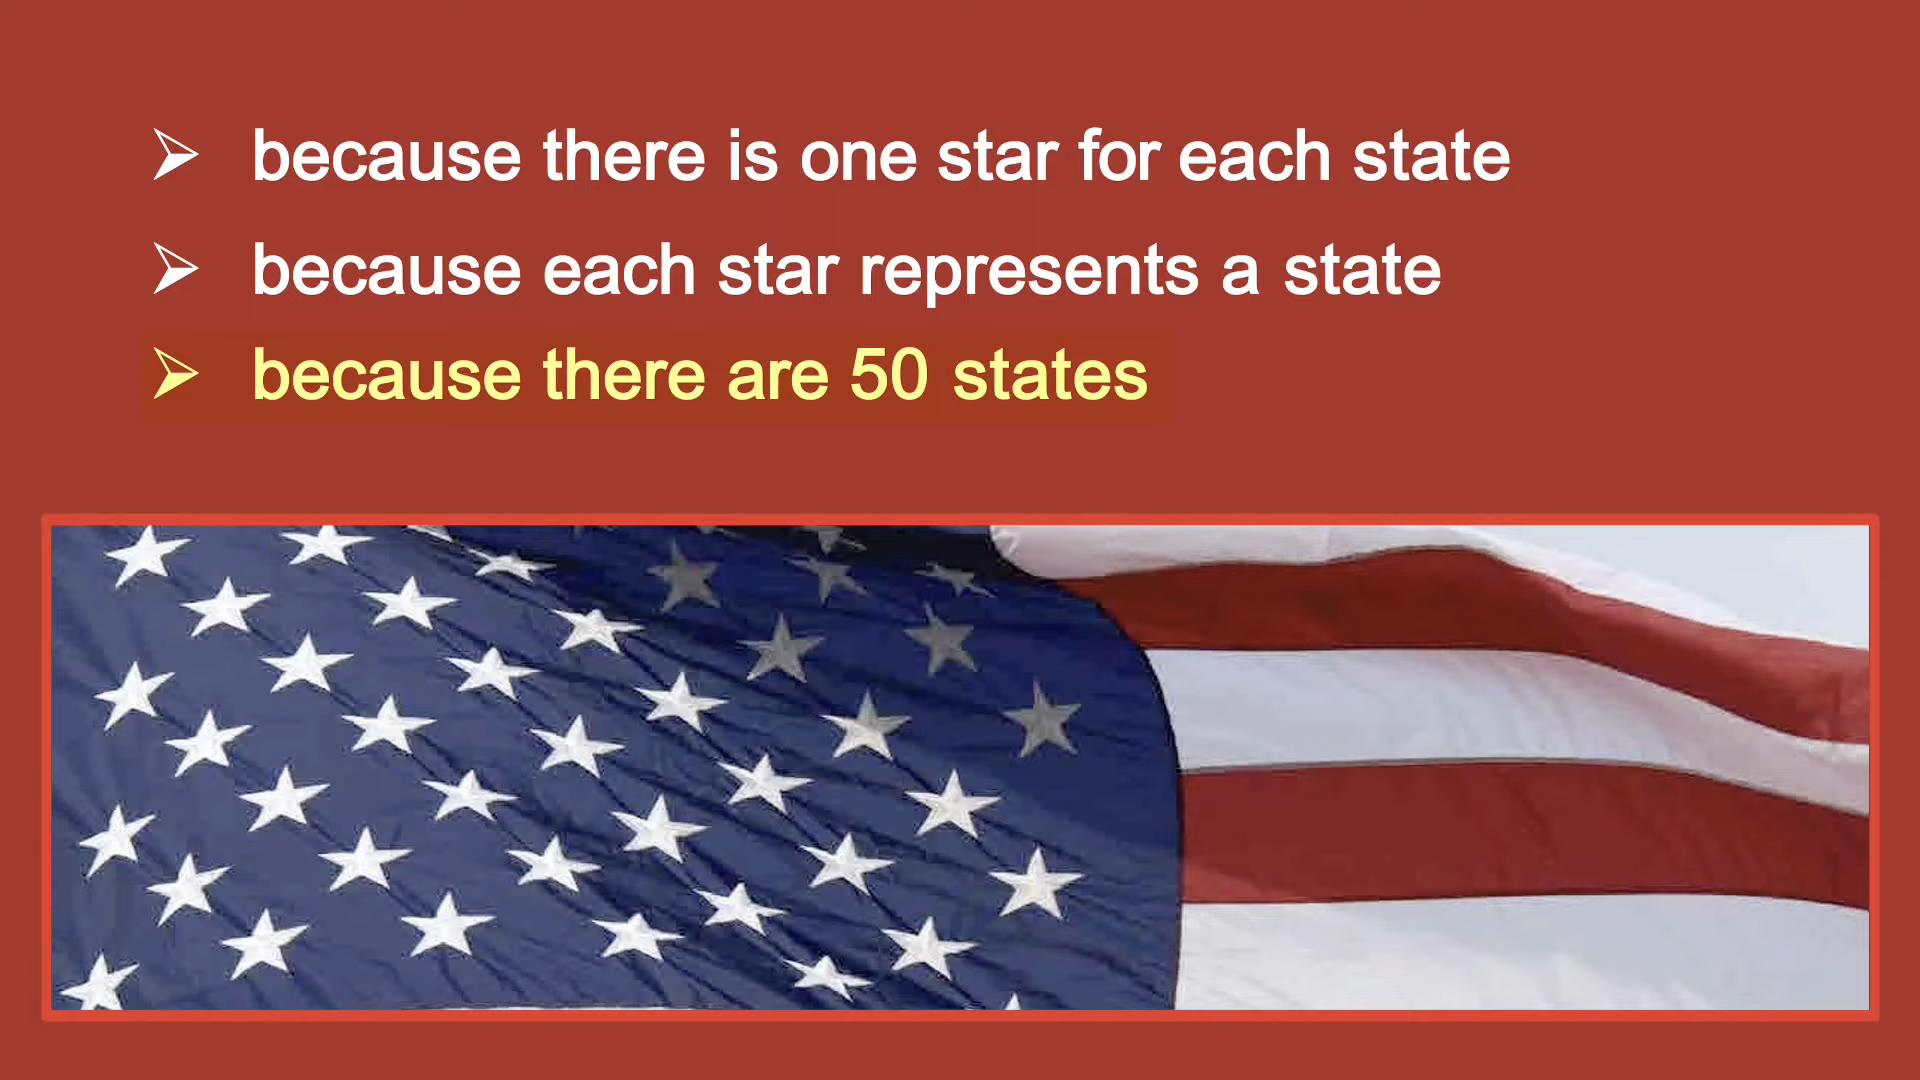 because there is one star for each state
because each star represents a state
because there are 50 states